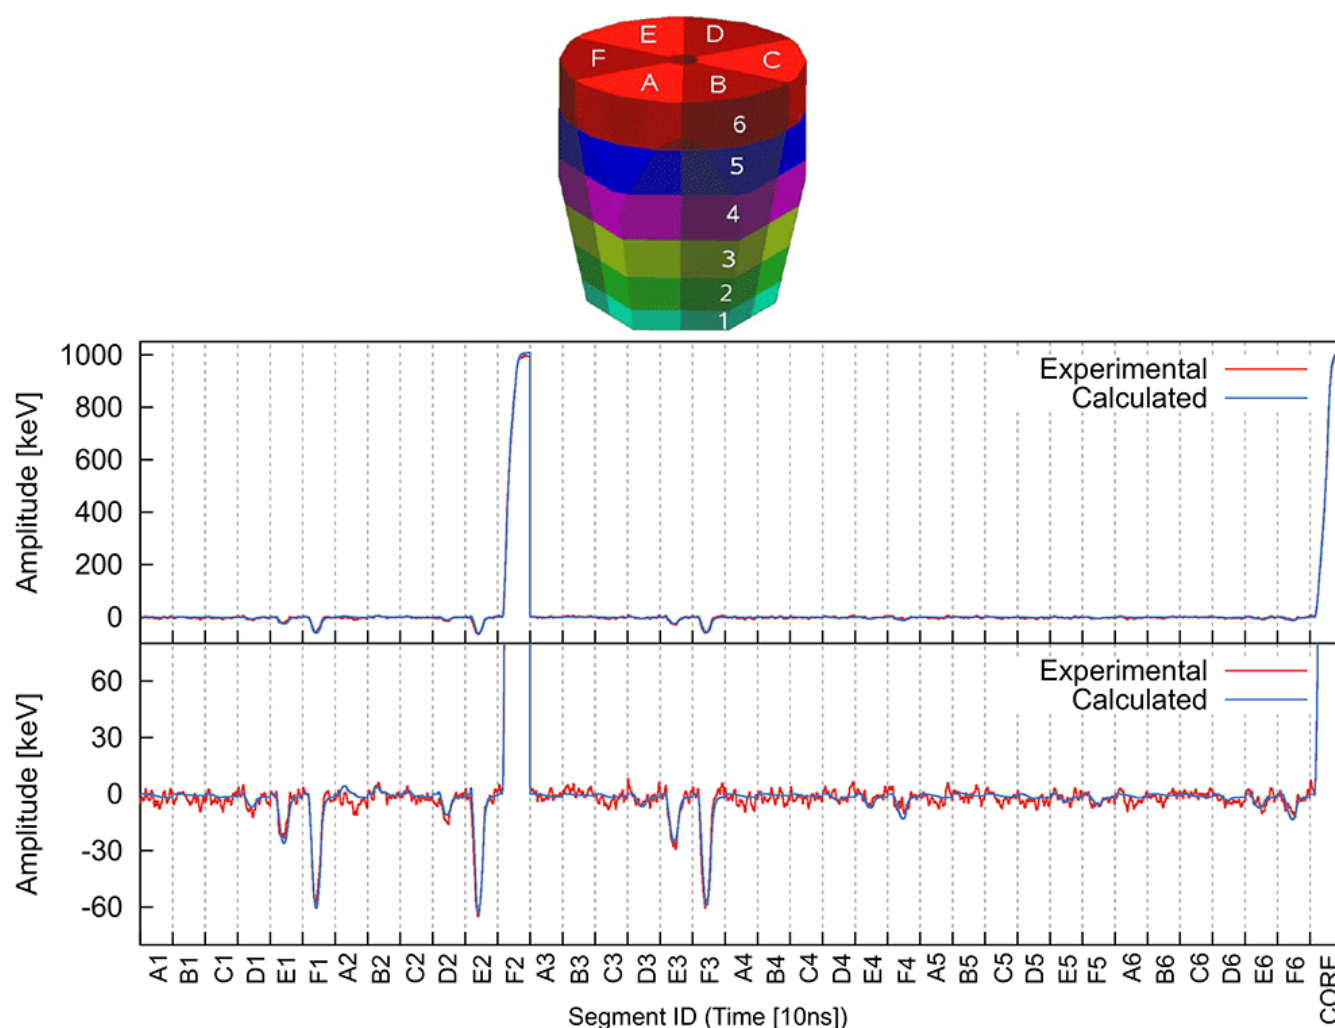 E D
F C
A B
6
5
4
3
2
1
1000
800
600
400
200
0
Amplitude [keV]
Experimental
Calculated
60
30
0
-30
-60
Amplitude [keV]
Experimental
Calculated
A1 B1 C1 D1 E1 F1 A2 B2 C2 D2 E2 F2 A3 B3 C3 D3 E3 F3 A4 B4 C4 D4 E4 F4 A5 B5 C5 D5 E5 F5 A6 B6 C6 D6 E6 F6 CORE
Segment ID (Time [10ns])